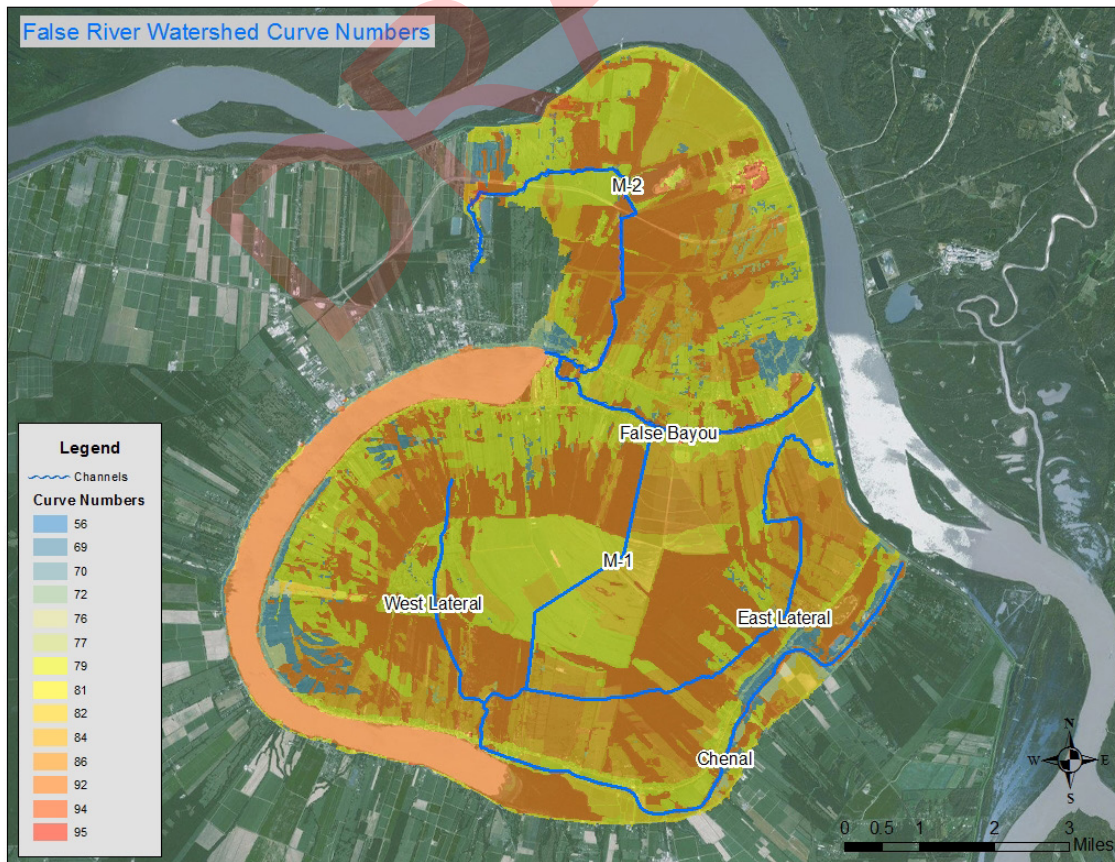 False River Watershed Curve Numbers
M-2
False Bayou
M-1
West Lateral
East Lateral
Chenal
Legend
Channels
Curve Numbers
56
69
70
72
76
77
79
81
82
84
86
92
94
95
N
W E
S
0 0.5 1 2 3
Miles